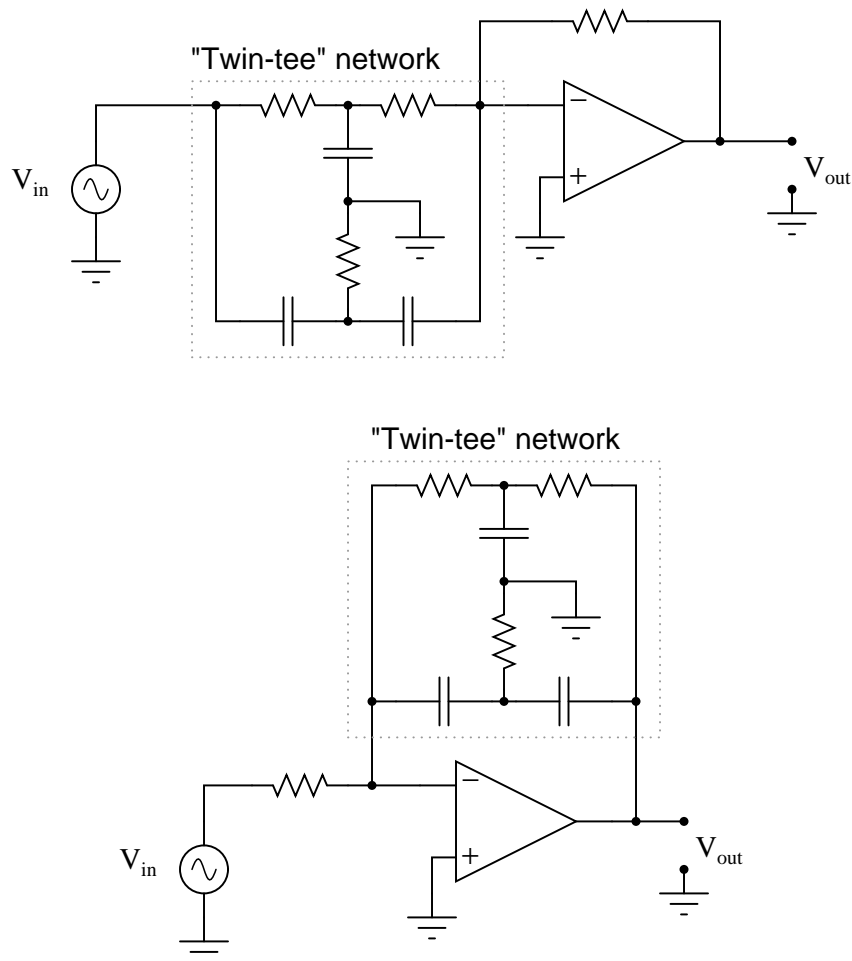 "Twin-tee" network
−
+
V_in
V_out
"Twin-tee" network
−
+
V_in
V_out